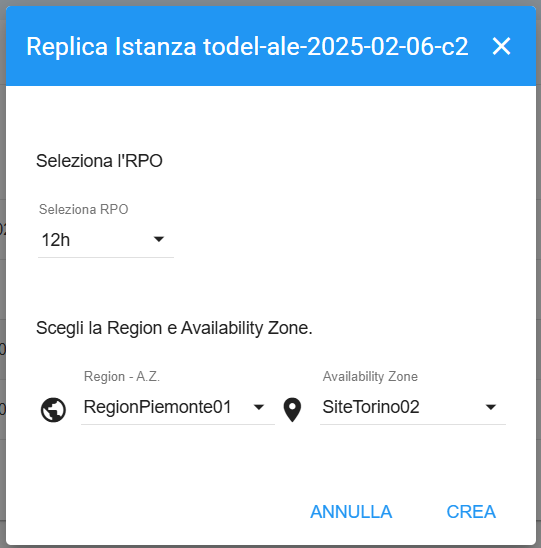 Replica Istanza todel-ale-2025-02-06-c2
Seleziona l'RPO
Seleziona RPO
12h
Scegli la Region e Availability Zone.
Region - A.Z.
Availability Zone
RegionPiemonte01
SiteTorino02
ANNULLA
CREA